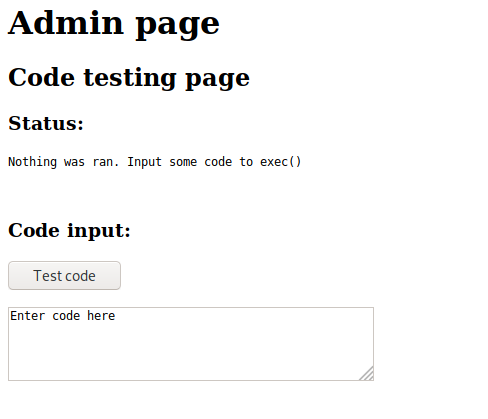 Admin page
Code testing page
Status:
Nothing was ran. Input some code to exec()
Code input:
Test code
Enter code here